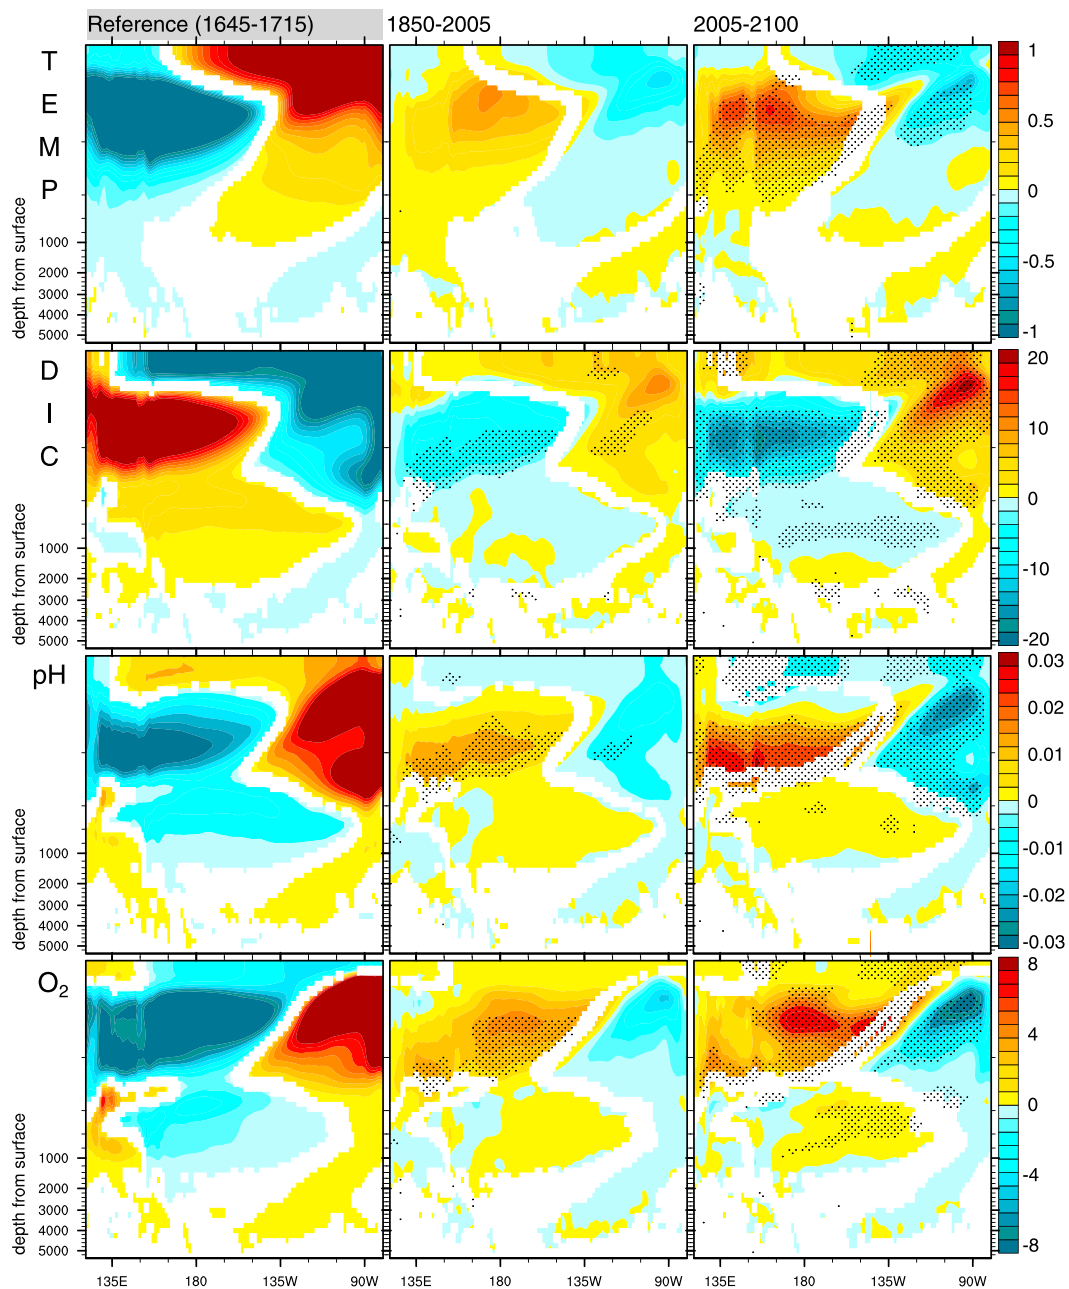 Reference (1645-1715) 1850-2005 2005-2100
T
E
M
P
depth from surface
1000
2000
3000
4000
5000
1
0.5
0
-0.5
-1
D
I
C
depth from surface
1000
2000
3000
4000
5000
20
10
0
-10
-20
pH
depth from surface
1000
2000
3000
4000
5000
0.03
0.02
0.01
0
-0.01
-0.02
-0.03
O2
depth from surface
1000
2000
3000
4000
5000
8
4
0
-4
-8
135E 180 135W 90W 135E 180 135W 90W 135E 180 135W 90W